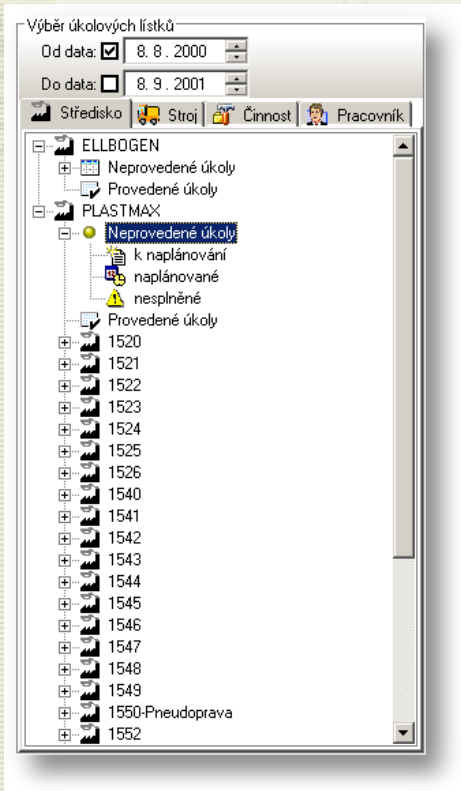 Výběr úkolových lístků
Od data: 8. 8. 2000
Do data: 8. 9. 2001
Středisko Stroj Činnost Pracovník
ELLBOGEN
Neprovedené úkoly
Provedené úkoly
PLASTMAX
Neprovedené úkoly
k naplánování
naplánované
nesplněné
Provedené úkoly
1520
1521
1522
1523
1524
1525
1526
1540
1541
1542
1543
1544
1545
1546
1547
1548
1549
1550-Pneudoprava
1552